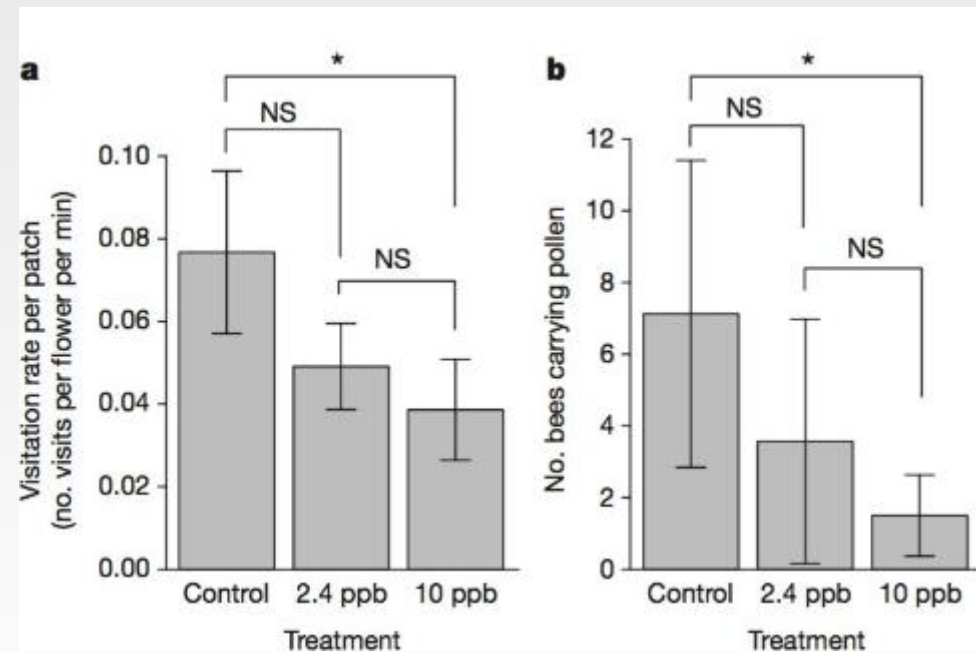 a
*
NS
NS
0.10
0.08
0.06
0.04
0.02
0.00
Visitation rate per patch
(no. visits per flower per min)
Control 2.4 ppb 10 ppb
Treatment
b
*
NS
NS
12
10
8
6
4
2
0
No. bees carrying pollen
Control 2.4 ppb 10 ppb
Treatment